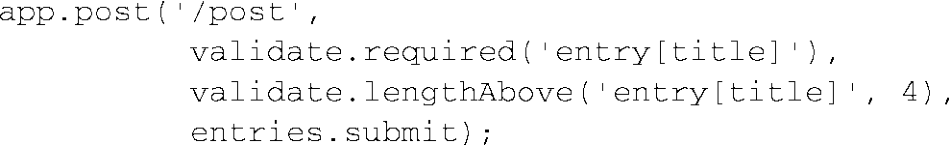 app.post('/post',
validate.required('entry[title]'),
validate.lengthAbove('entry[title]', 4),
entries.submit);